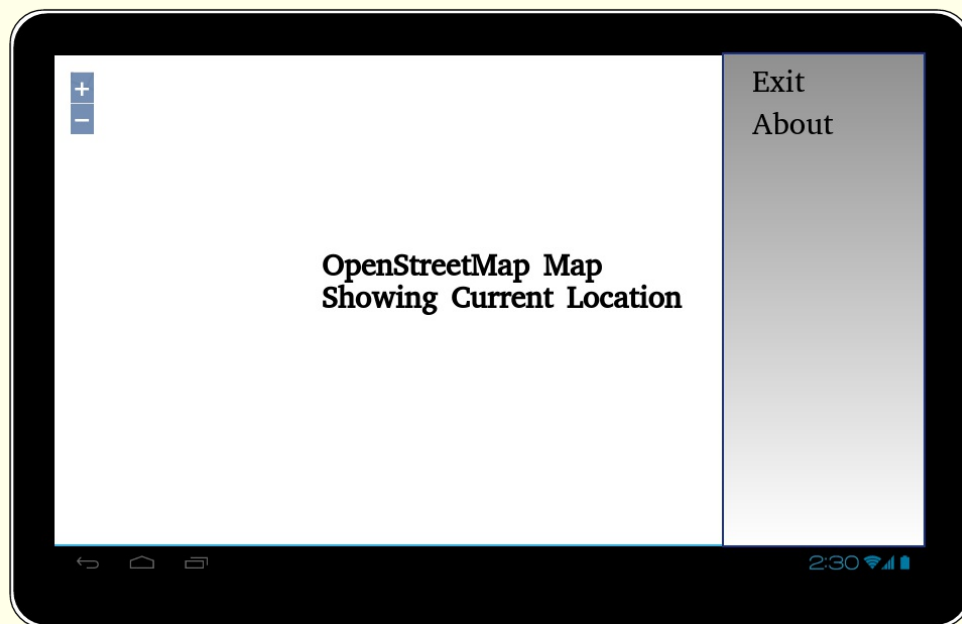 +
−
Exit
About
OpenStreetMap Map
Showing Current Location
2:30